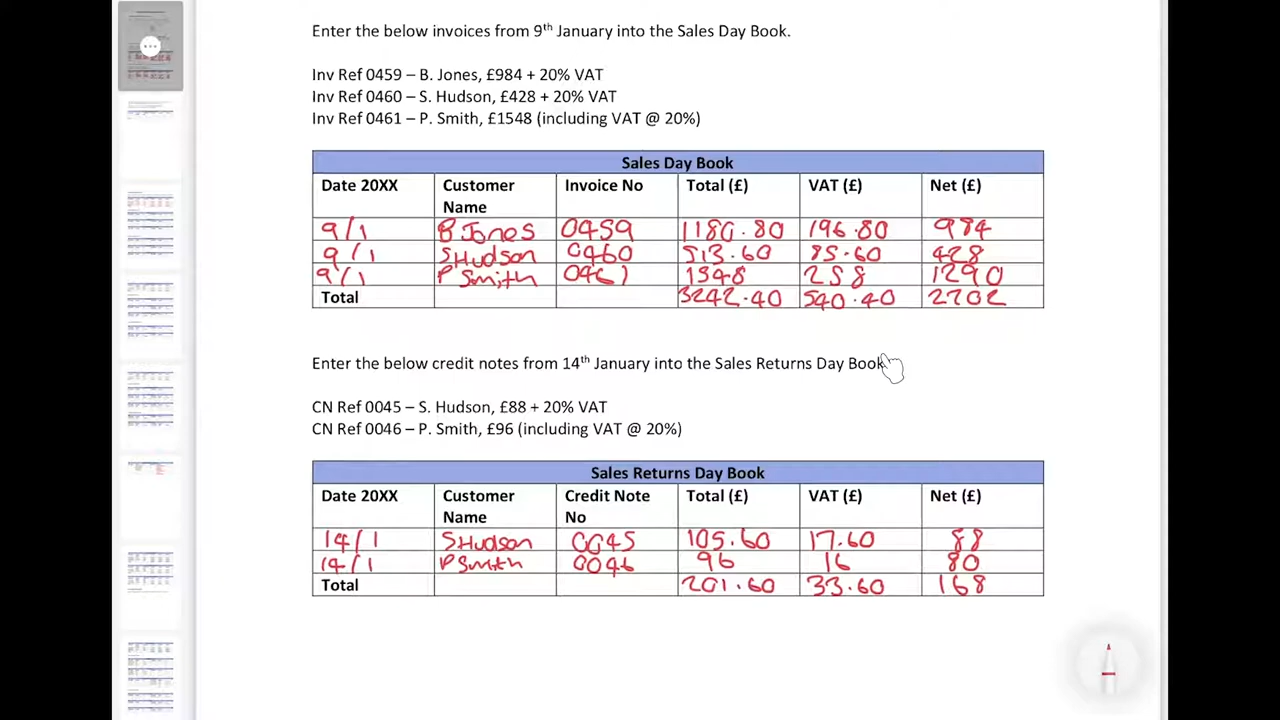 Enter the below invoices from 9th January into the Sales Day Book.
Inv Ref 0459 – B. Jones, £984 + 20% VAT
Inv Ref 0460 – S. Hudson, £428 + 20% VAT
Inv Ref 0461 – P. Smith, £1548 (including VAT @ 20%)
Sales Day Book
Date 20XX Customer Name Invoice No Total (£) VAT (£) Net (£)
9/1 B Jones 0459 1180.80 196.80 984
9/1 S Hudson 0460 513.60 85.60 428
9/1 P Smith 0461 1548 258 1290
Total 3242.40 540.40 2702
Enter the below credit notes from 14th January into the Sales Returns Day Book
CN Ref 0045 – S. Hudson, £88 + 20% VAT
CN Ref 0046 – P. Smith, £96 (including VAT @ 20%)
Sales Returns Day Book
Date 20XX Customer Name Credit Note No Total (£) VAT (£) Net (£)
14/1 S Hudson 0045 105.60 17.60 88
14/1 P Smith 0046 96 16 80
Total 201.60 33.60 168